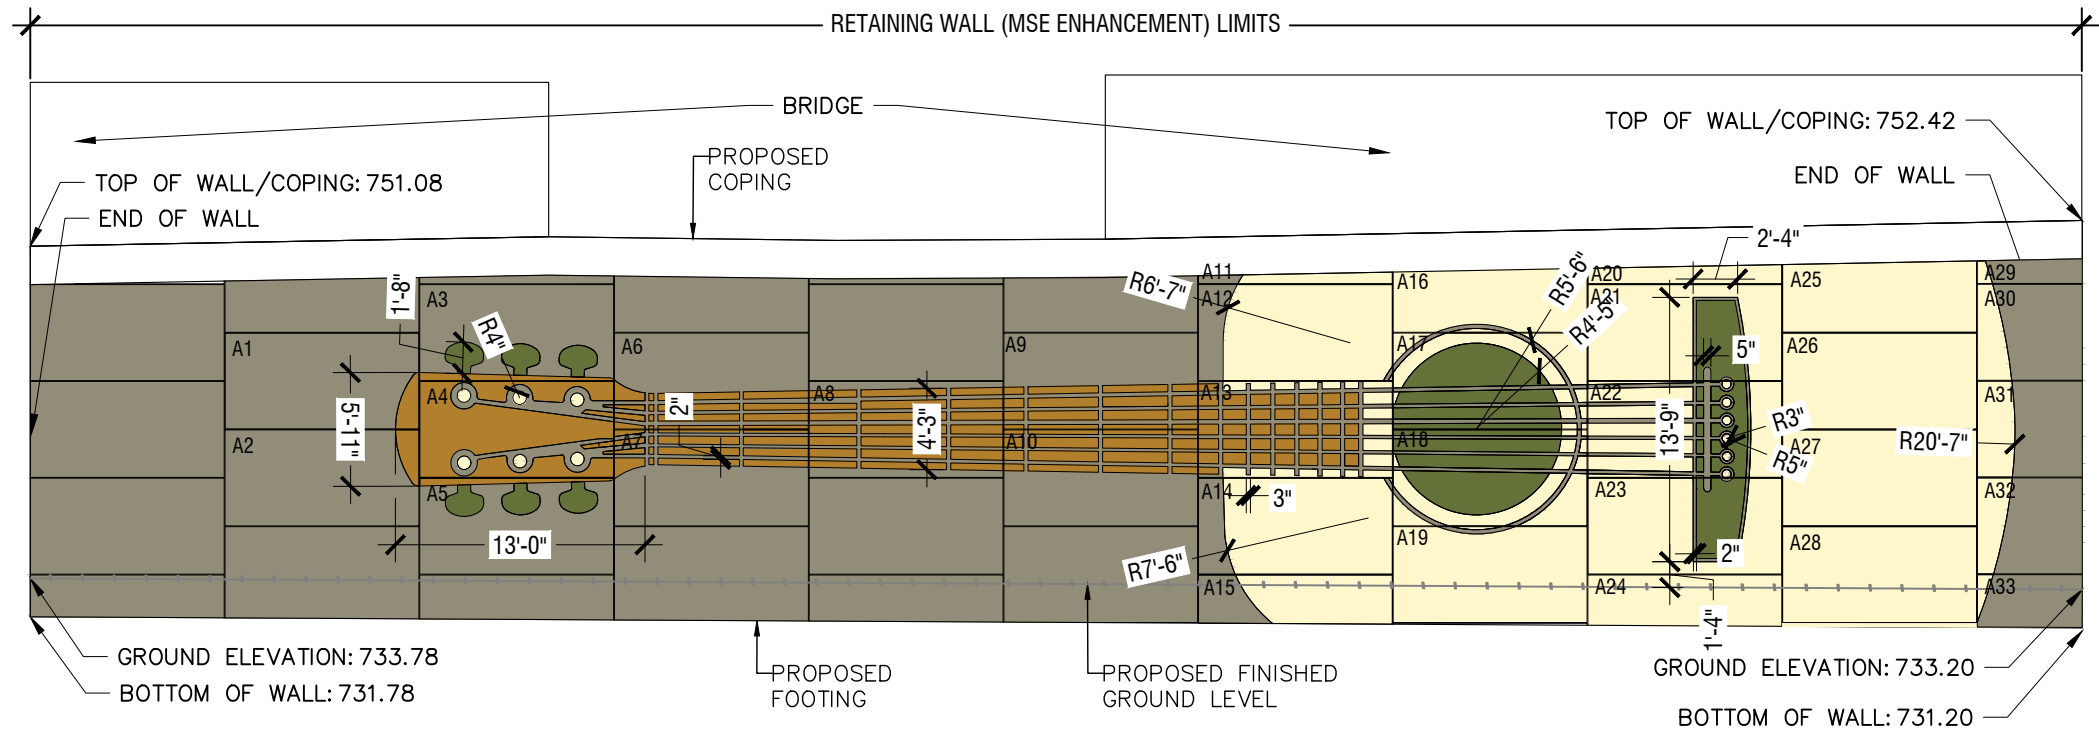 RETAINING WALL (MSE ENHANCEMENT) LIMITS
BRIDGE
TOP OF WALL/COPING: 752.42
PROPOSED
COPING
END OF WALL
TOP OF WALL/COPING: 751.08
END OF WALL
2'-4"
A11
A16
A20
A25
A29
1'-8"
A3
R6'-7"
A12
R5'-6"
A21
A30
R4"
R4'-5"
A1
A6
A9
A17
5"
A26
A4
A8
A13
A22
A31
5'-11"
2"
4'-3"
13'-9"
R3"
A2
A7
A10
A18
A27
R20'-7"
R5"
A5
A14
3"
A23
A32
13'-0"
A19
A28
2"
R7'-6"
A15
A24
A33
1'-4"
GROUND ELEVATION: 733.78
BOTTOM OF WALL: 731.78
PROPOSED
FOOTING
PROPOSED FINISHED
GROUND LEVEL
GROUND ELEVATION: 733.20
BOTTOM OF WALL: 731.20